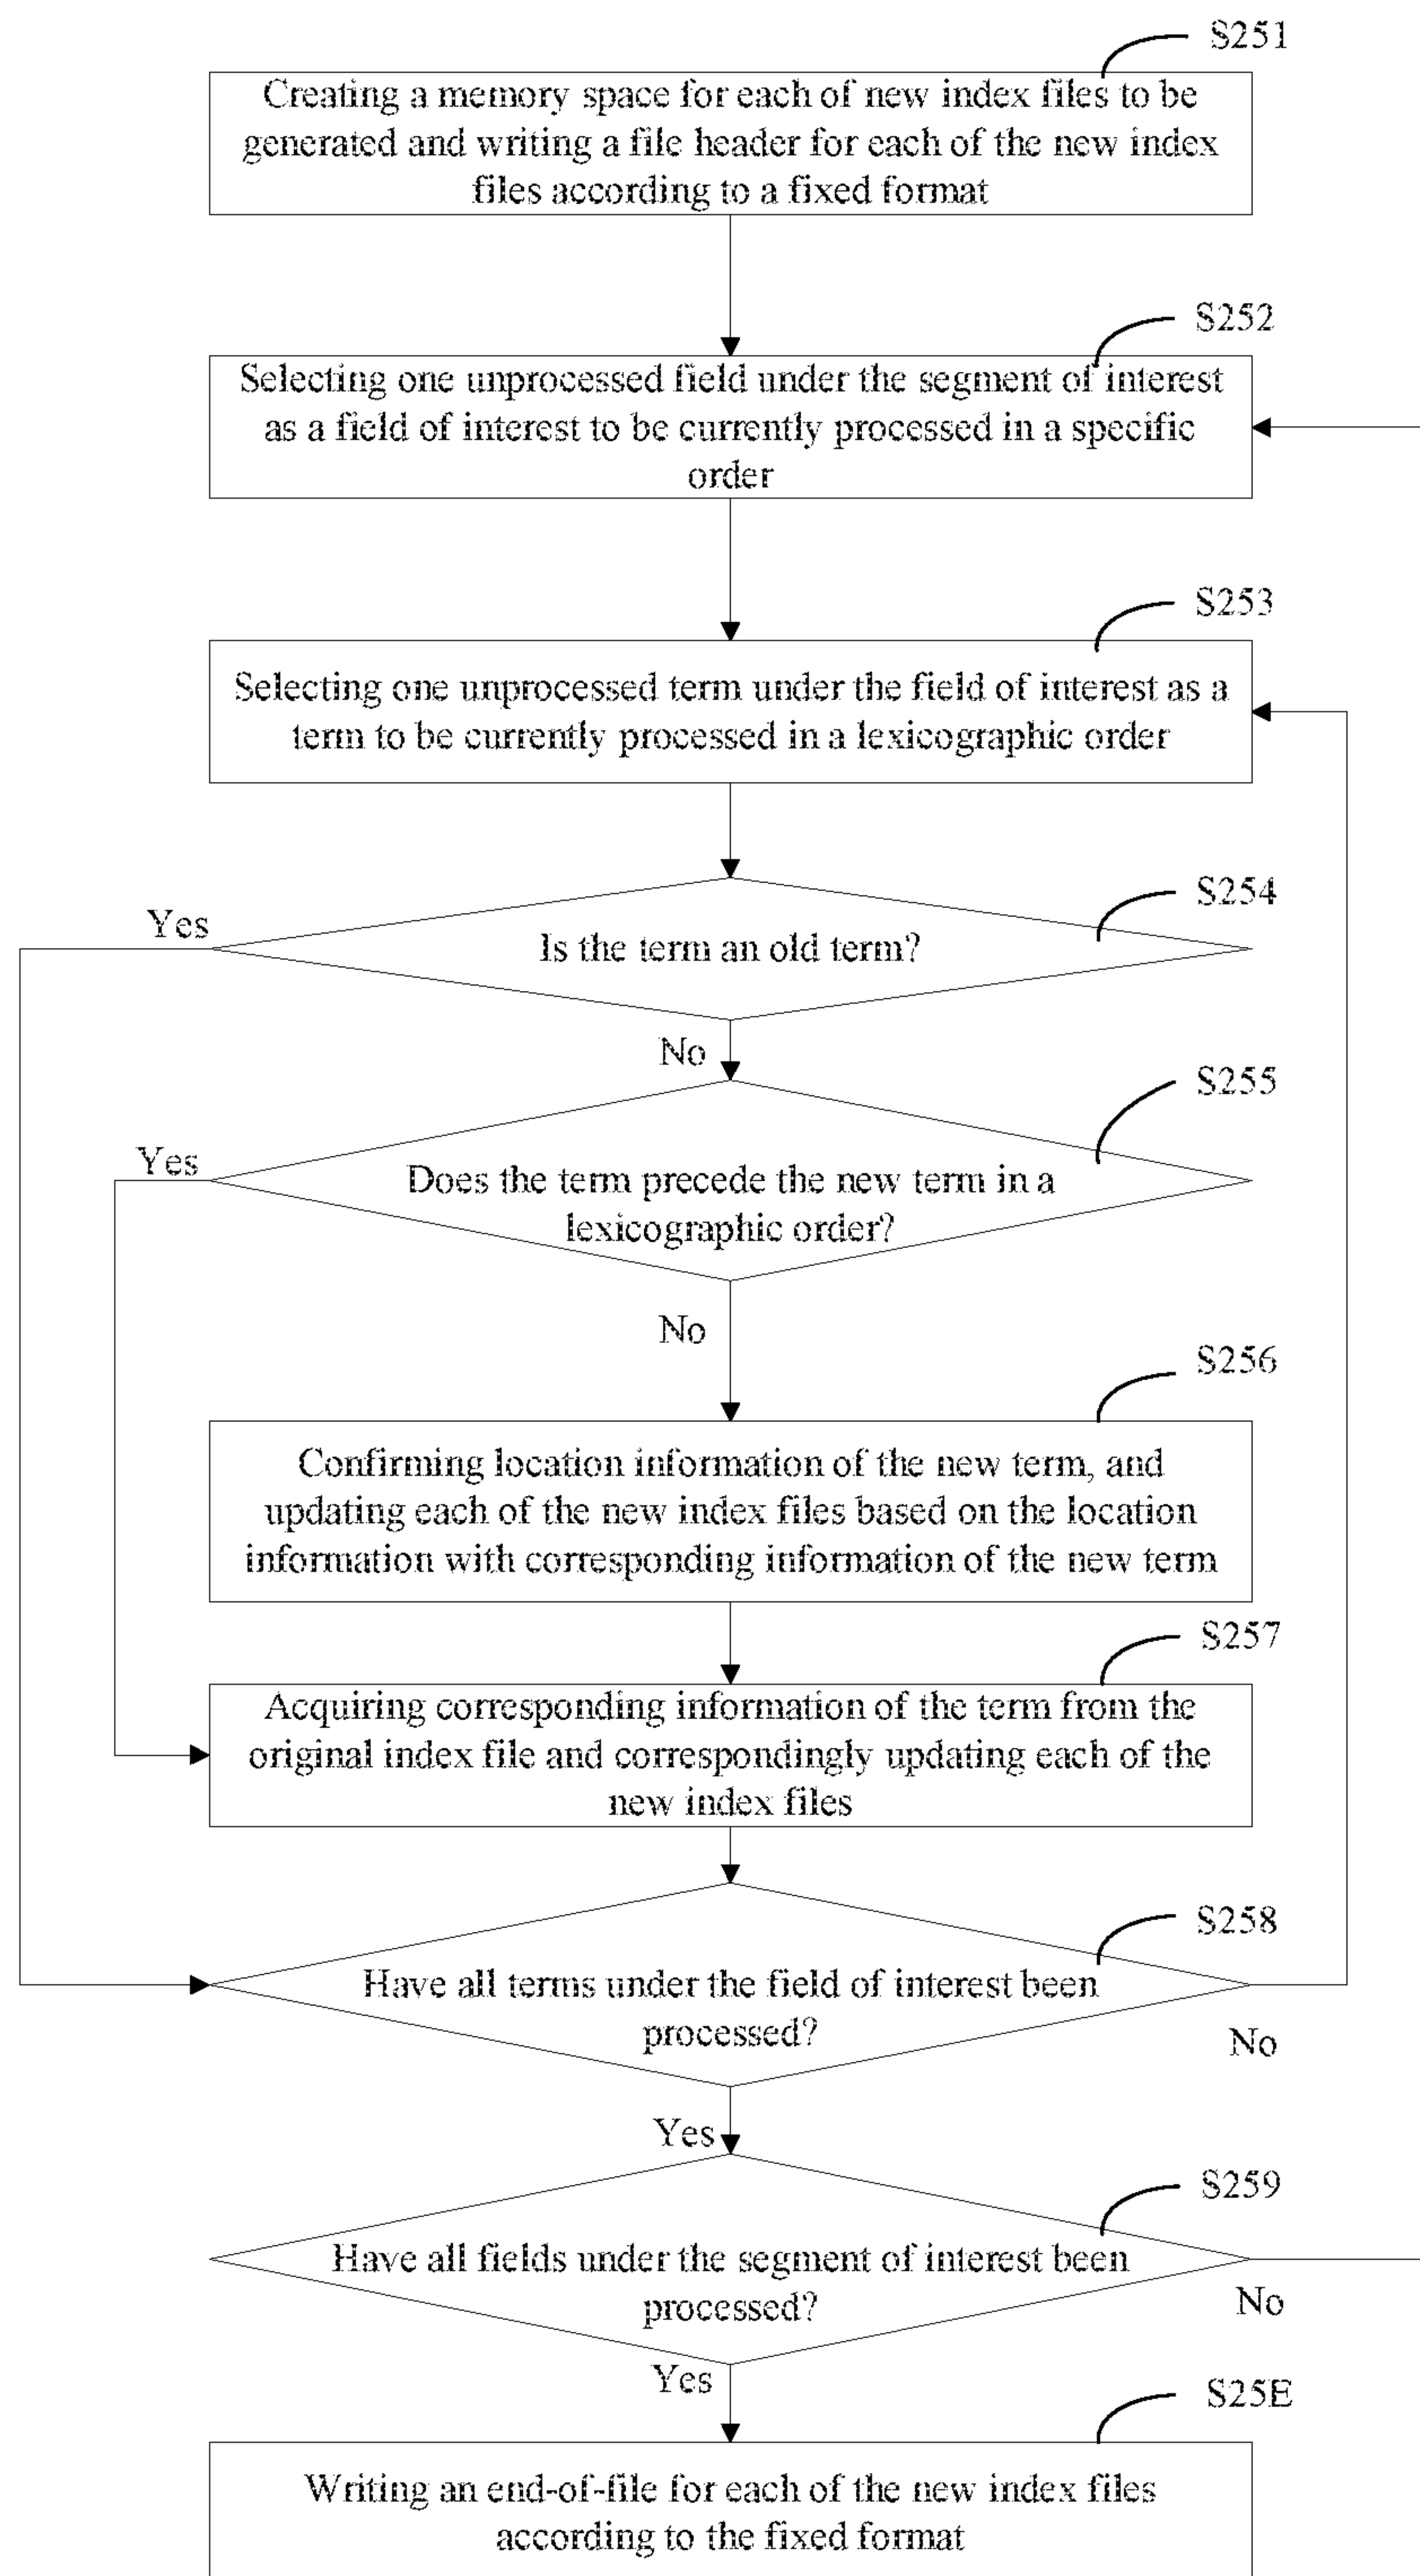 S251
Creating a memory space for each of new index files to be
generated and writing a file header for each of the new index
files according to a fixed format
S252
Selecting one unprocessed field under the segment of interest
as a field of interest to be currently processed in a specific
order
S253
Selecting one unprocessed term under the field of interest as a
term to be currently processed in a lexicographic order
S254
Yes
Is the term an old term?
No
S255
Yes
Does the term precede the new term in a
lexicographic order?
No
S256
Confirming location information of the new term, and
updating each of the new index files based on the location
information with corresponding information of the new term
S257
Acquiring corresponding information of the term from the
original index file and correspondingly updating each of the
new index files
S258
Have all terms under the field of interest been
processed?
No
Yes
S259
Have all fields under the segment of interest been
processed?
No
Yes
S25E
Writing an end-of-file for each of the new index files
according to the fixed format